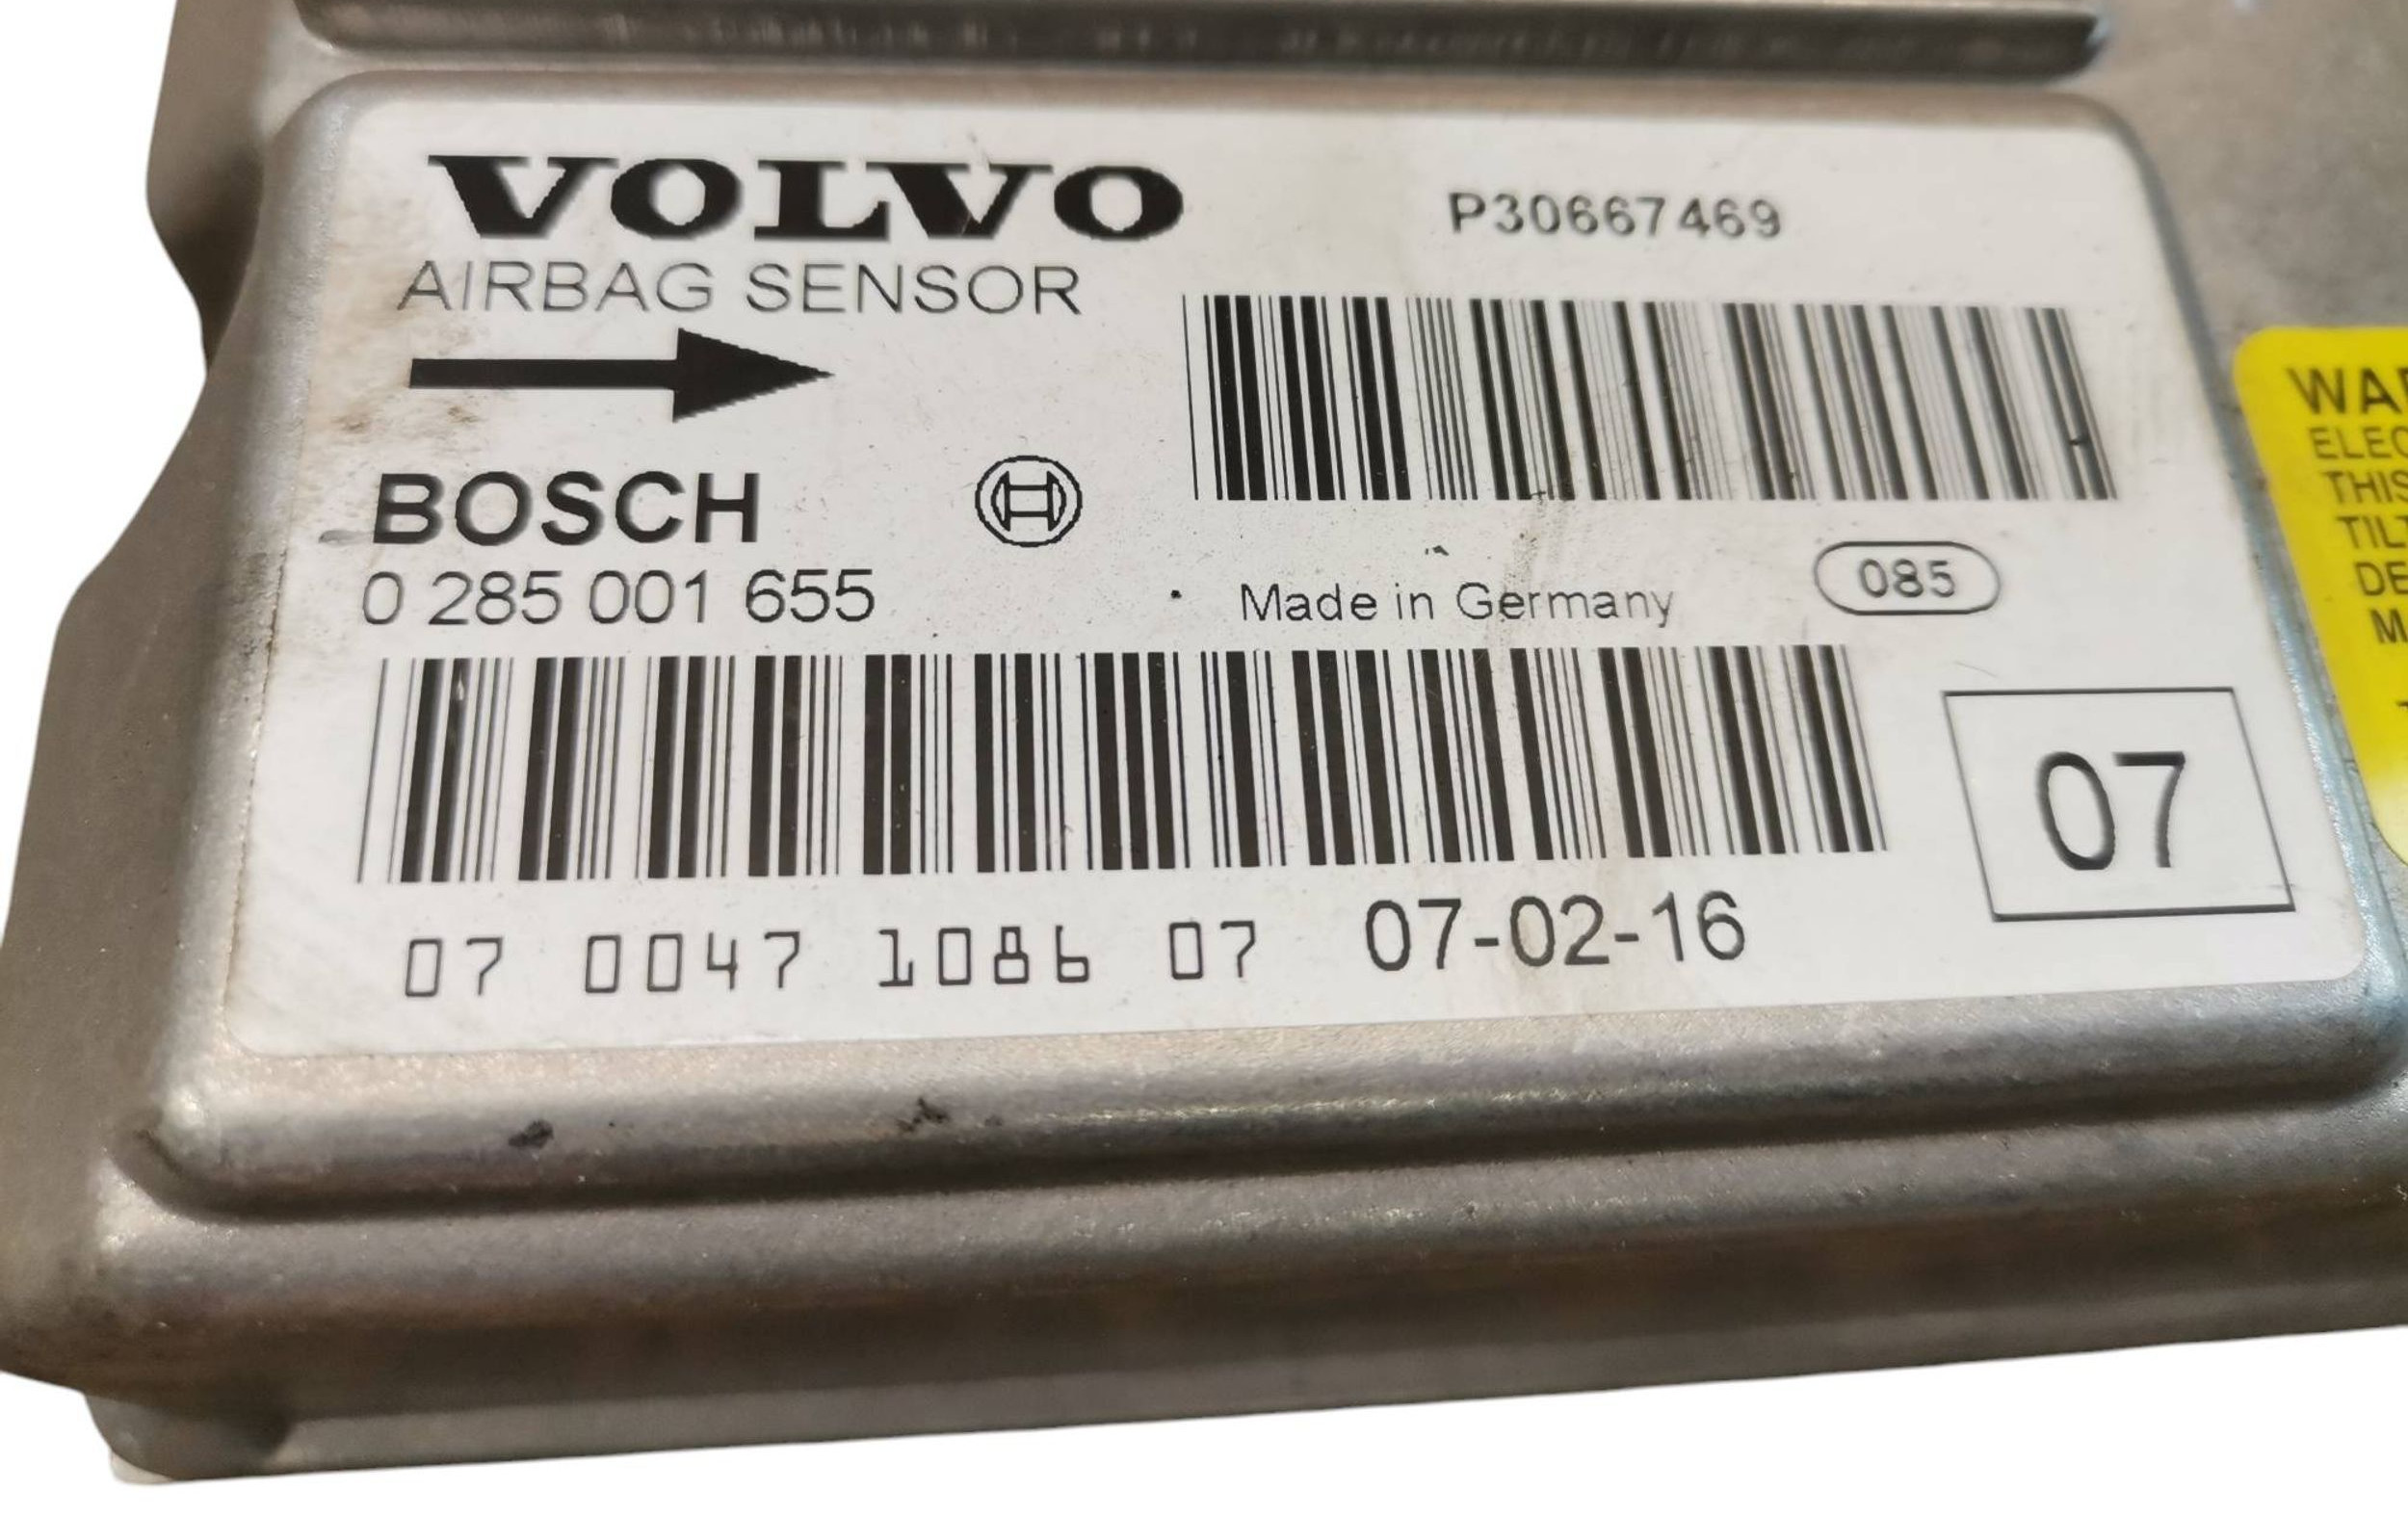 VOLVO
P30667469
AIRBAG SENSOR
BOSCH
0 285 001 655
Made in Germany
085
07
07 0047 1086 07 07-02-16